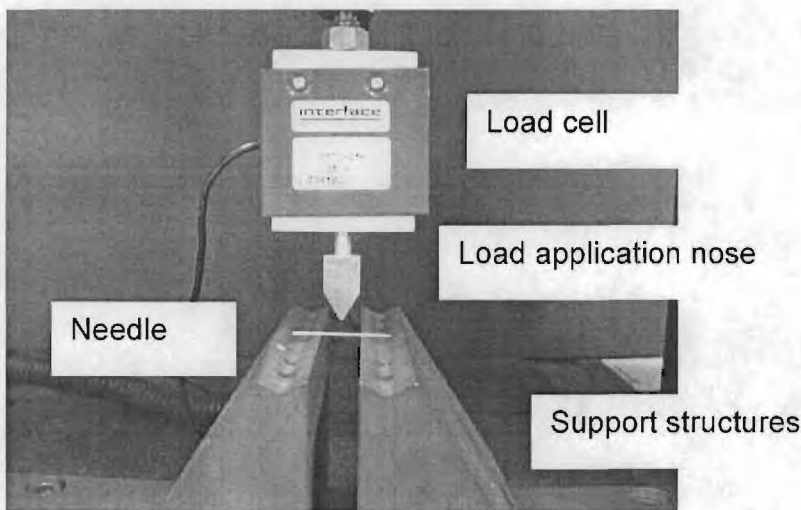 interface
Load cell
Load application nose
Needle
Support structures